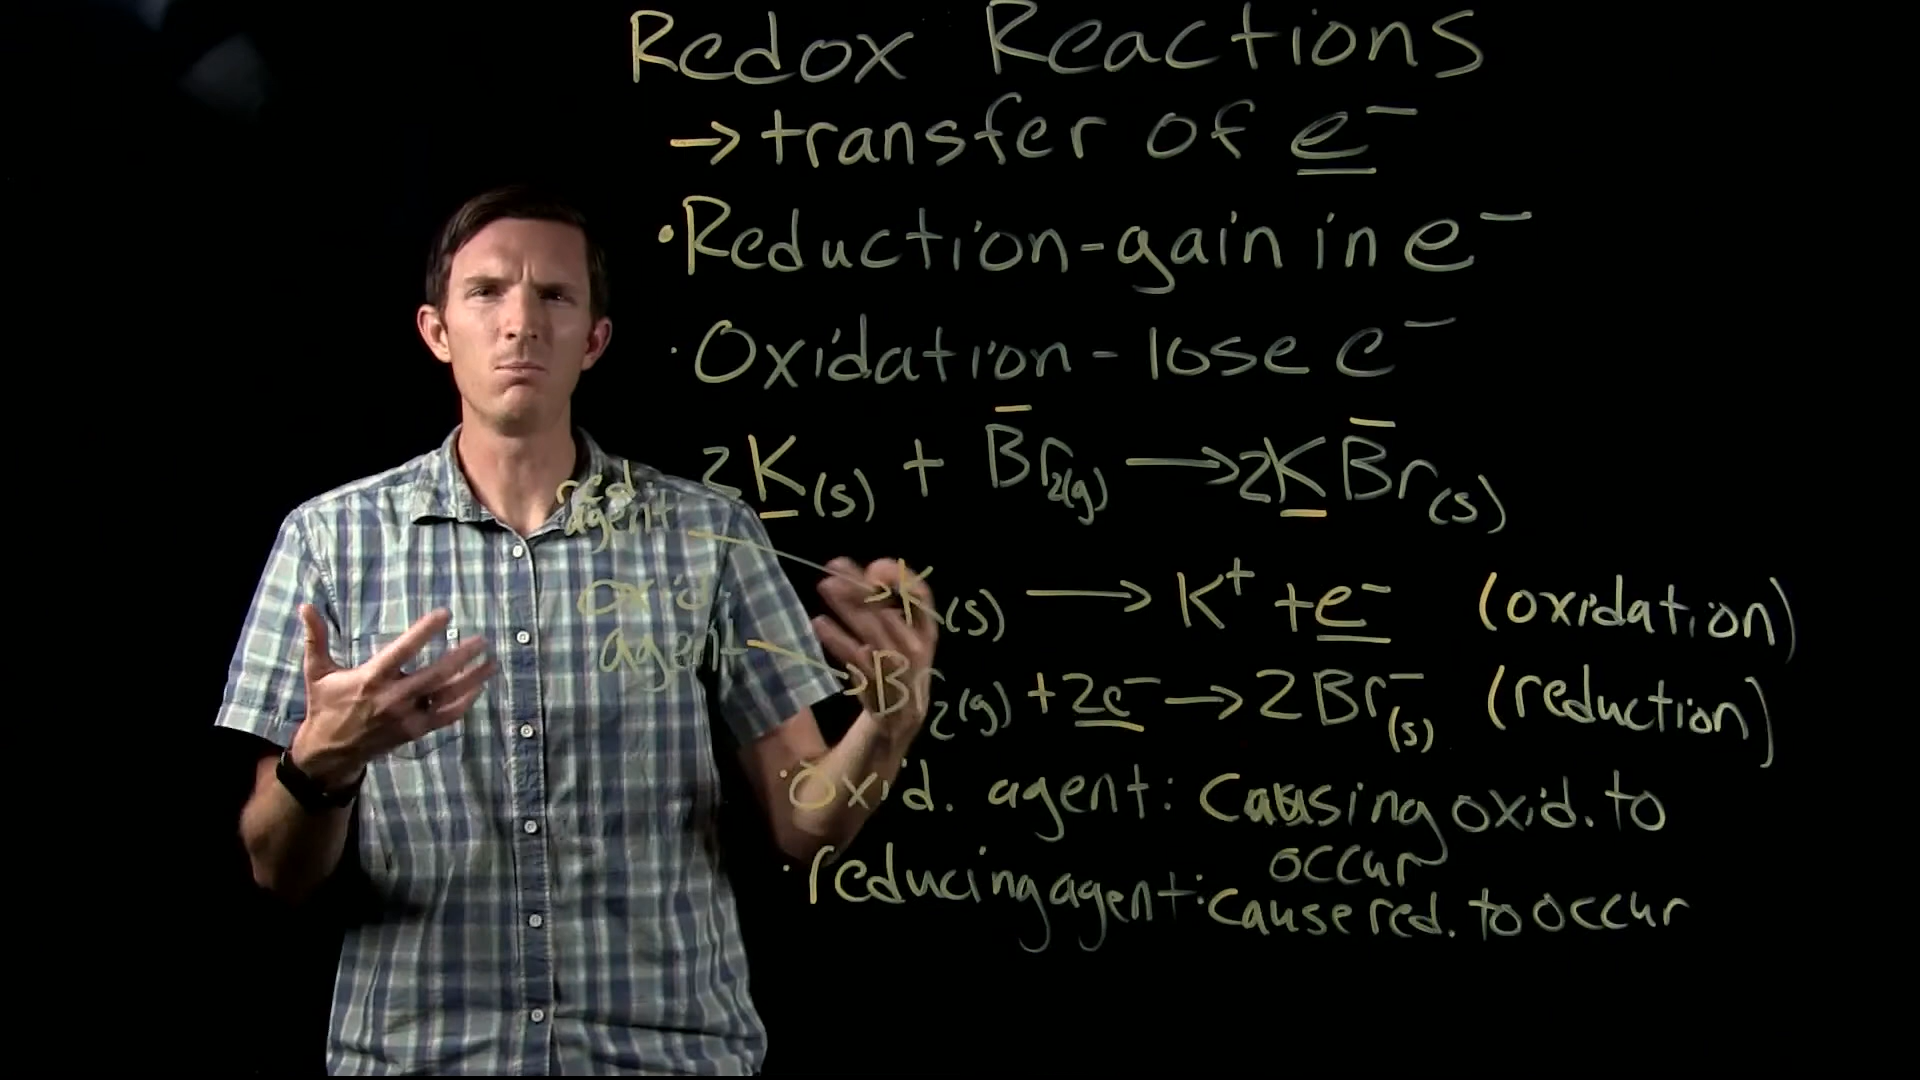 Redox Reactions
→ transfer of e⁻
• Reduction - gain in e⁻
· Oxidation - lose e⁻
2K(s) + Br₂(g) → 2KBr(s)
red. agent
K(s) → K⁺ + e⁻ (oxidation)
oxid. agent
Br₂(g) + 2e⁻ → 2Br⁻(s) (reduction)
· oxid. agent: Causing oxid. to
occur
· reducing agent: cause red. to occur